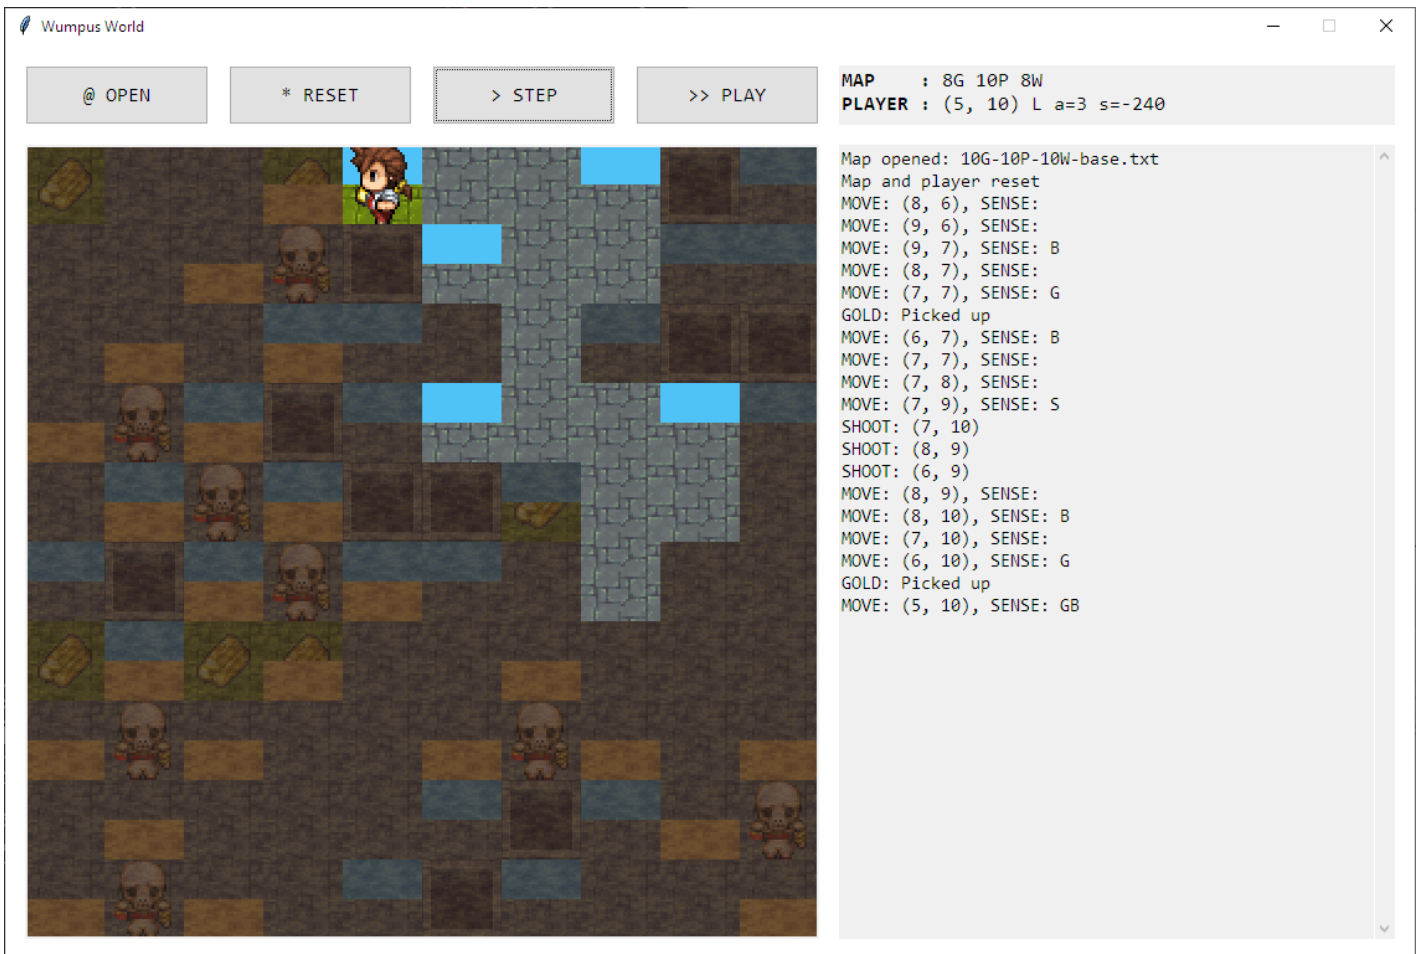 Wumpus World
@ OPEN
* RESET
> STEP
>> PLAY
MAP : 8G 10P 8W
PLAYER : (5, 10) L a=3 s=-240
Map opened: 10G-10P-10W-base.txt
Map and player reset
MOVE: (8, 6), SENSE:
MOVE: (9, 6), SENSE:
MOVE: (9, 7), SENSE: B
MOVE: (8, 7), SENSE:
MOVE: (7, 7), SENSE: G
GOLD: Picked up
MOVE: (6, 7), SENSE: B
MOVE: (7, 7), SENSE:
MOVE: (7, 8), SENSE:
MOVE: (7, 9), SENSE: S
SHOOT: (7, 10)
SHOOT: (8, 9)
SHOOT: (6, 9)
MOVE: (8, 9), SENSE:
MOVE: (8, 10), SENSE: B
MOVE: (7, 10), SENSE:
MOVE: (6, 10), SENSE: G
GOLD: Picked up
MOVE: (5, 10), SENSE: GB